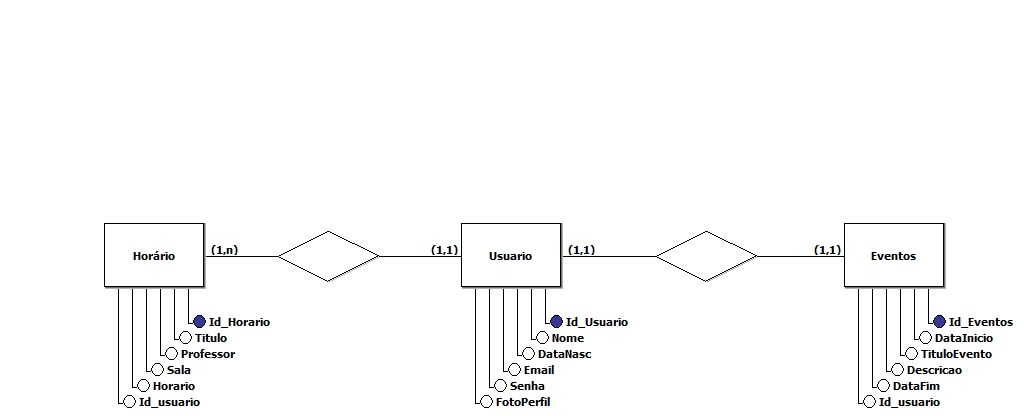 Horário
(1,n)
(1,1)
Usuario
(1,1)
(1,1)
Eventos
Id_Horario
Titulo
Professor
Sala
Horario
Id_usuario
Id_Usuario
Nome
DataNasc
Email
Senha
FotoPerfil
Id_Eventos
DataInicio
TituloEvento
Descricao
DataFim
Id_usuario